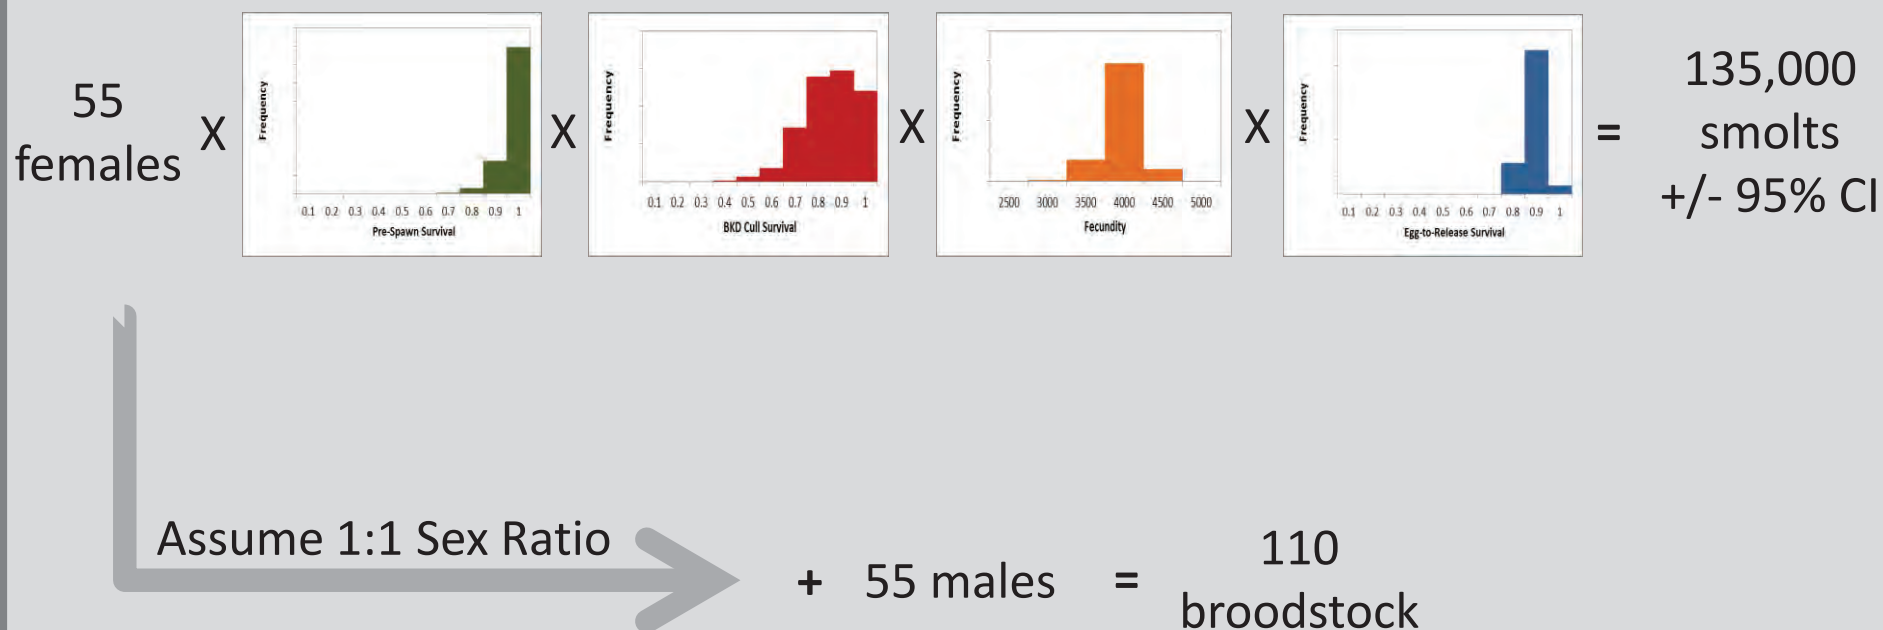 55
females
X
Frequency
0.1 0.2 0.3 0.4 0.5 0.6 0.7 0.8 0.9 1
Pre-Spawn Survival
X
Frequency
0.1 0.2 0.3 0.4 0.5 0.6 0.7 0.8 0.9 1
BKD Cull Survival
X
Frequency
2500 3000 3500 4000 4500 5000
Fecundity
X
Frequency
0.1 0.2 0.3 0.4 0.5 0.6 0.7 0.8 0.9 1
Egg-to-Release Survival
=
135,000
smolts
+/- 95% CI
Assume 1:1 Sex Ratio
+ 55 males =
110
broodstock